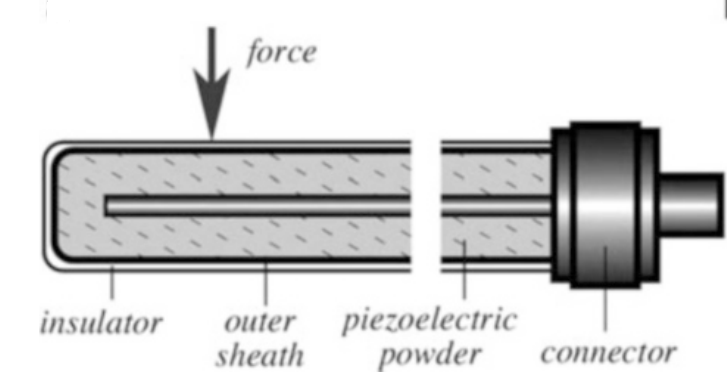 force
insulator
outer
sheath
piezoelectric
powder
connector